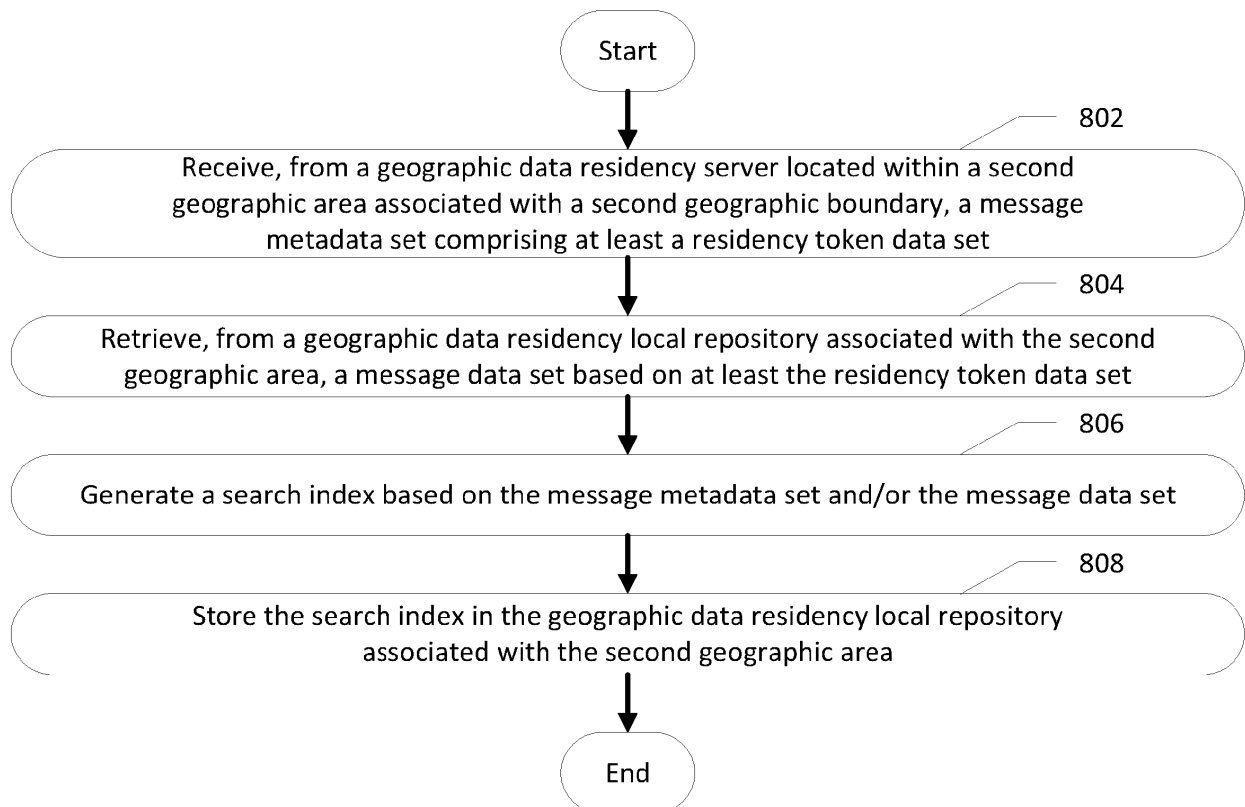 Start
802
Receive, from a geographic data residency server located within a second
geographic area associated with a second geographic boundary, a message
metadata set comprising at least a residency token data set
804
Retrieve, from a geographic data residency local repository associated with the second
geographic area, a message data set based on at least the residency token data set
806
Generate a search index based on the message metadata set and/or the message data set
808
Store the search index in the geographic data residency local repository
associated with the second geographic area
End